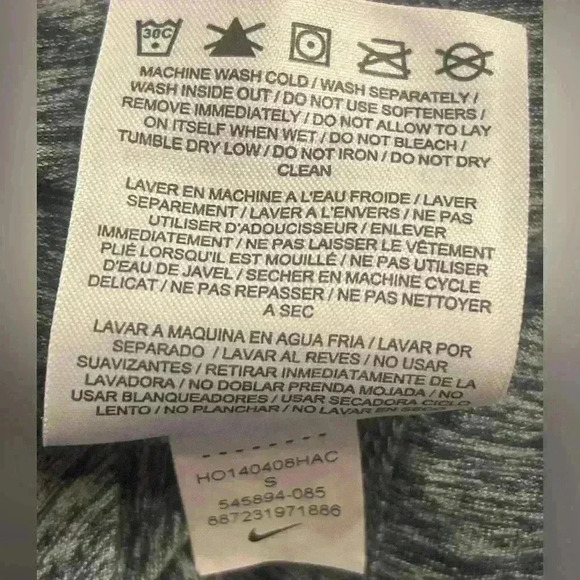 30C
MACHINE WASH COLD / WASH SEPARATELY /
WASH INSIDE OUT / DO NOT USE SOFTENERS /
REMOVE IMMEDIATELY / DO NOT ALLOW TO LAY
ON ITSELF WHEN WET / DO NOT BLEACH /
TUMBLE DRY LOW / DO NOT IRON / DO NOT DRY
CLEAN
LAVER EN MACHINE A L'EAU FROIDE / LAVER
SEPAREMENT / LAVER A L'ENVERS / NE PAS
UTILISER D'ADOUCISSEUR / ENLEVER
IMMEDIATEMENT / NE PAS LAISSER LE VÊTEMENT
PLIÉ LORSQU'IL EST MOUILLÉ / NE PAS UTILISER
D'EAU DE JAVEL / SECHER EN MACHINE CYCLE
DELICAT / NE PAS REPASSER / NE PAS NETTOYER
A SEC
LAVAR A MAQUINA EN AGUA FRIA / LAVAR POR
SEPARADO / LAVAR AL REVES / NO USAR
SUAVIZANTES / RETIRAR INMEDIATAMENTE DE LA
LAVADORA / NO DOBLAR PRENDA MOJADA / NO
USAR BLANQUEADORES / USAR SECADORA CICLO
LENTO / NO PLANCHAR / NO LAVAR EN SECO
HO140408HAC
S
545894-085
887231971886